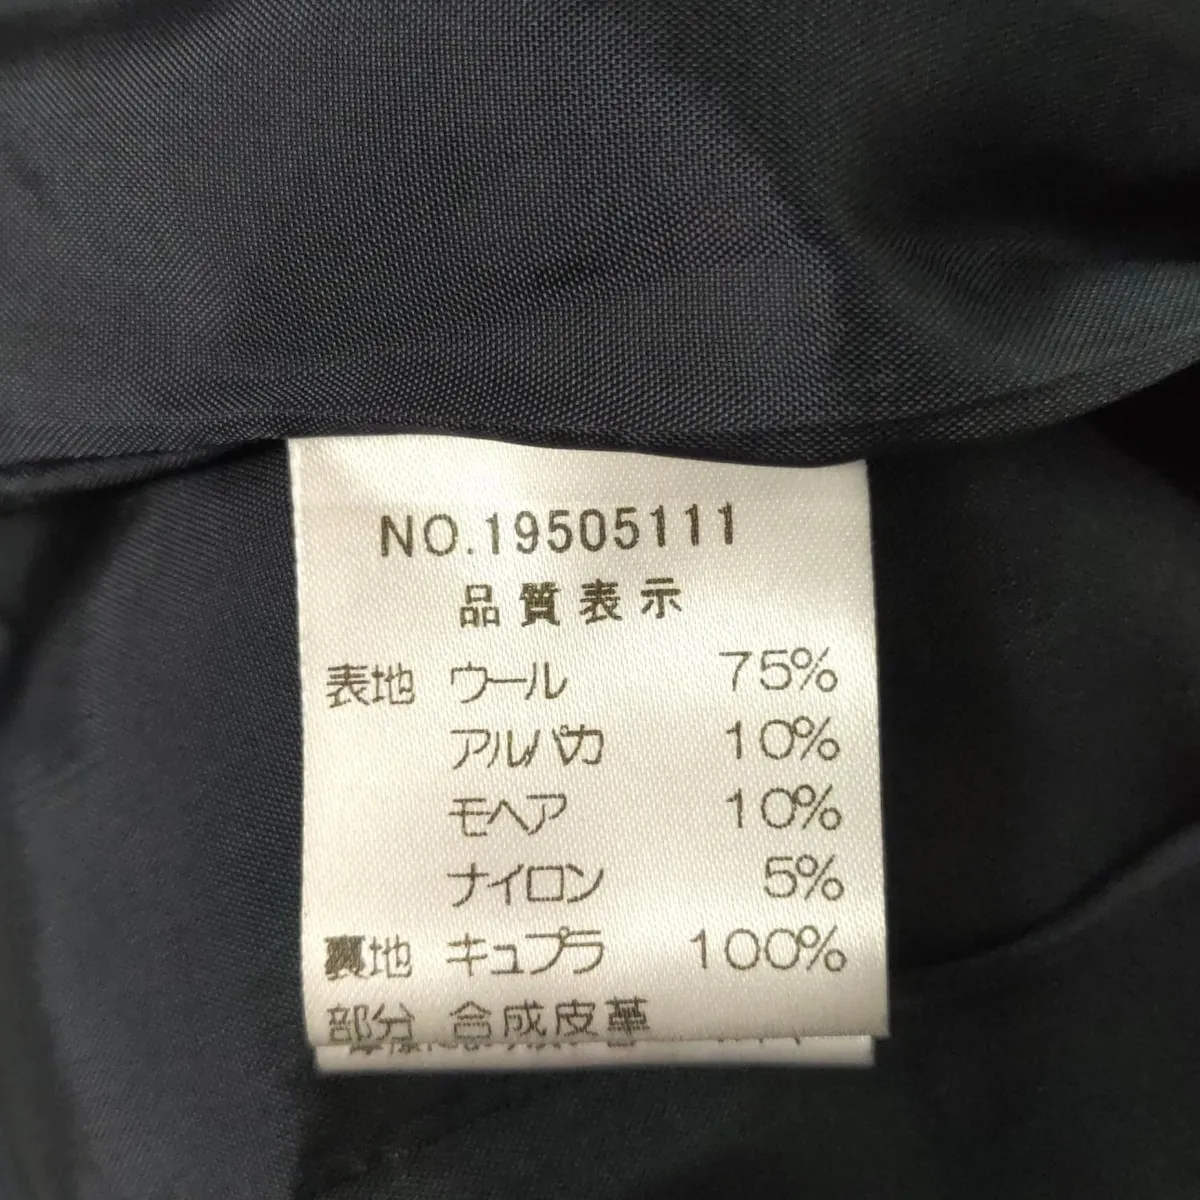 NO.19505111
品質表示
表地 ウール 75%
アルパカ 10%
モヘア 10%
ナイロン 5%
裏地 キュプラ 100%
部分 合成皮革